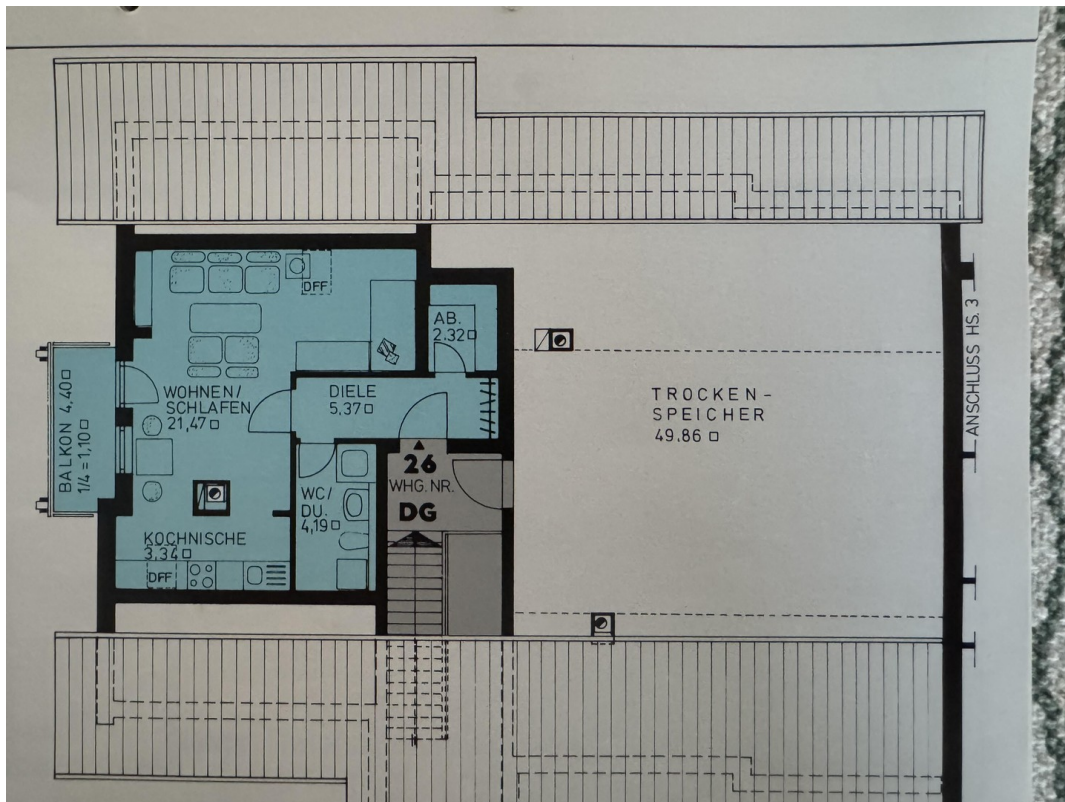 DFF
AB.
2.32□
ANSCHLUSS HS. 3
BALKON 4,40□
1/4 = 1,10□
WOHNEN/
SCHLAFEN
21,47□
DIELE
5,37□
TROCKEN-
SPEICHER
49.86□
26
WHG. NR.
DG
WC/
DU.
4,19□
KOCHNISCHE
3.34□
DFF